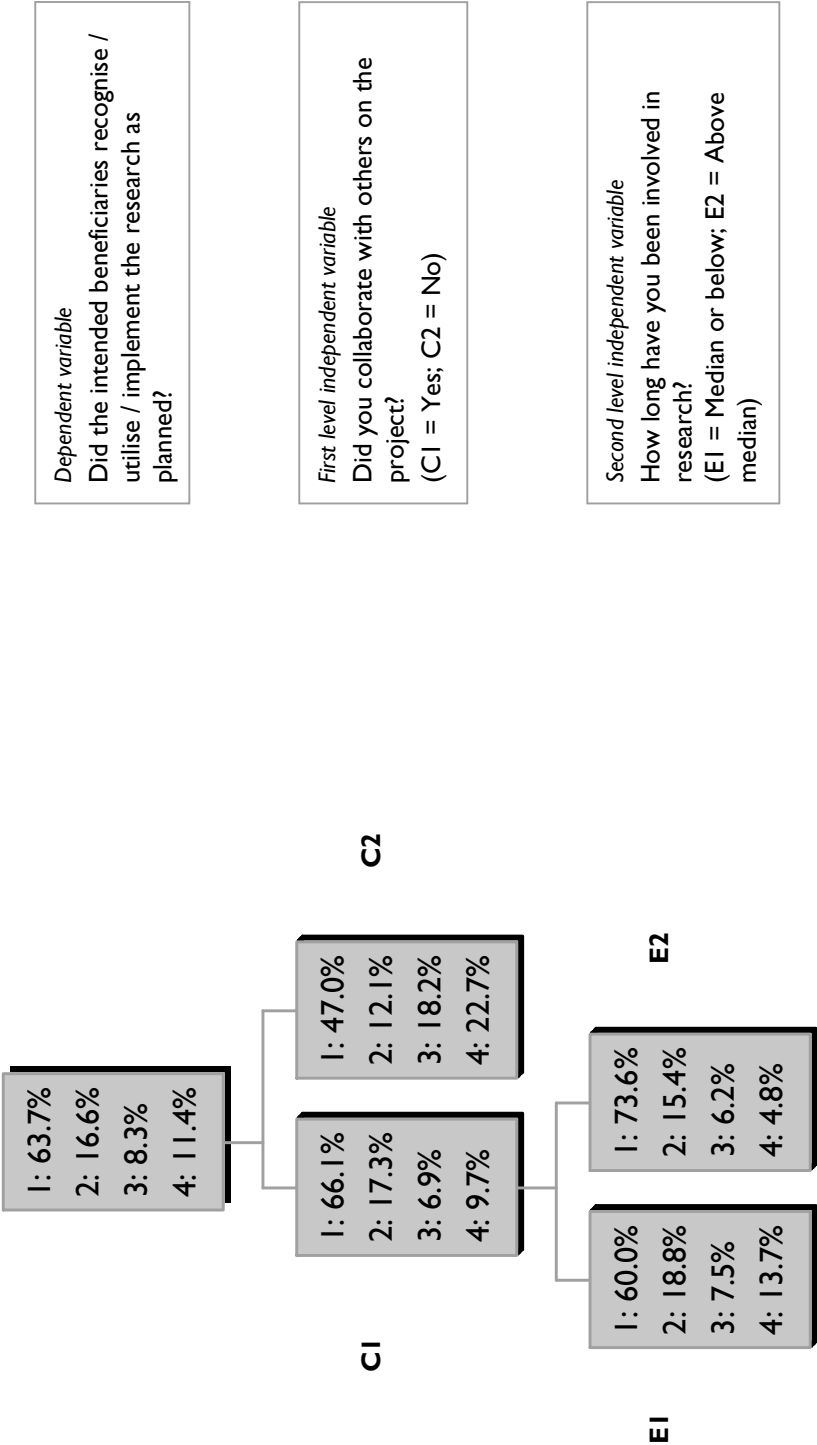 1: 63.7%
2: 16.6%
3: 8.3%
4: 11.4%
Dependent variable
Did the intended beneficiaries recognise /
utilise / implement the research as
planned?
C1
1: 66.1%
2: 17.3%
3: 6.9%
4: 9.7%
1: 47.0%
2: 12.1%
3: 18.2%
4: 22.7%
C2
First level independent variable
Did you collaborate with others on the
project?
(C1 = Yes; C2 = No)
E1
1: 60.0%
2: 18.8%
3: 7.5%
4: 13.7%
1: 73.6%
2: 15.4%
3: 6.2%
4: 4.8%
E2
Second level independent variable
How long have you been involved in
research?
(E1 = Median or below; E2 = Above
median)